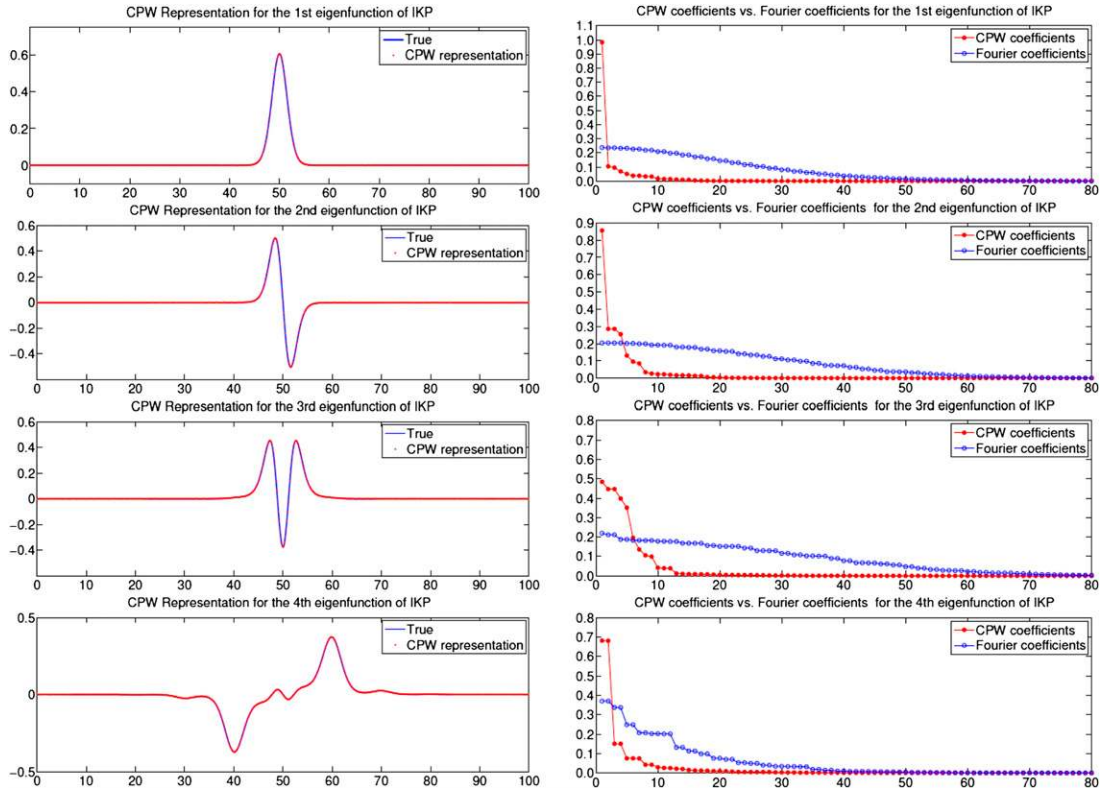 CPW Representation for the 1st eigenfunction of IKP
True
CPW representation
0.6
0.4
0.2
0
0 10 20 30 40 50 60 70 80 90 100
CPW Representation for the 2nd eigenfunction of IKP
True
CPW representation
0.6
0.4
0.2
0
−0.2
−0.4
0 10 20 30 40 50 60 70 80 90 100
CPW Representation for the 3rd eigenfunction of IKP
True
CPW representation
0.6
0.4
0.2
0
−0.2
−0.4
0 10 20 30 40 50 60 70 80 90 100
CPW Representation for the 4th eigenfunction of IKP
True
CPW representation
0.5
0
−0.5
0 10 20 30 40 50 60 70 80 90 100
CPW coefficients vs. Fourier coefficients for the 1st eigenfunction of IKP
CPW coefficients
Fourier coefficients
1.1
1.0
0.9
0.8
0.7
0.6
0.5
0.4
0.3
0.2
0.1
0.0
0 10 20 30 40 50 60 70 80
CPW coefficients vs. Fourier coefficients for the 2nd eigenfunction of IKP
CPW coefficients
Fourier coefficients
0.9
0.8
0.7
0.6
0.5
0.4
0.3
0.2
0.1
0.0
0 10 20 30 40 50 60 70 80
CPW coefficients vs. Fourier coefficients for the 3rd eigenfunction of IKP
CPW coefficients
Fourier coefficients
0.8
0.7
0.6
0.5
0.4
0.3
0.2
0.1
0.0
0 10 20 30 40 50 60 70 80
CPW coefficients vs. Fourier coefficients for the 4th eigenfunction of IKP
CPW coefficients
Fourier coefficients
0.8
0.7
0.6
0.5
0.4
0.3
0.2
0.1
0.0
0 10 20 30 40 50 60 70 80